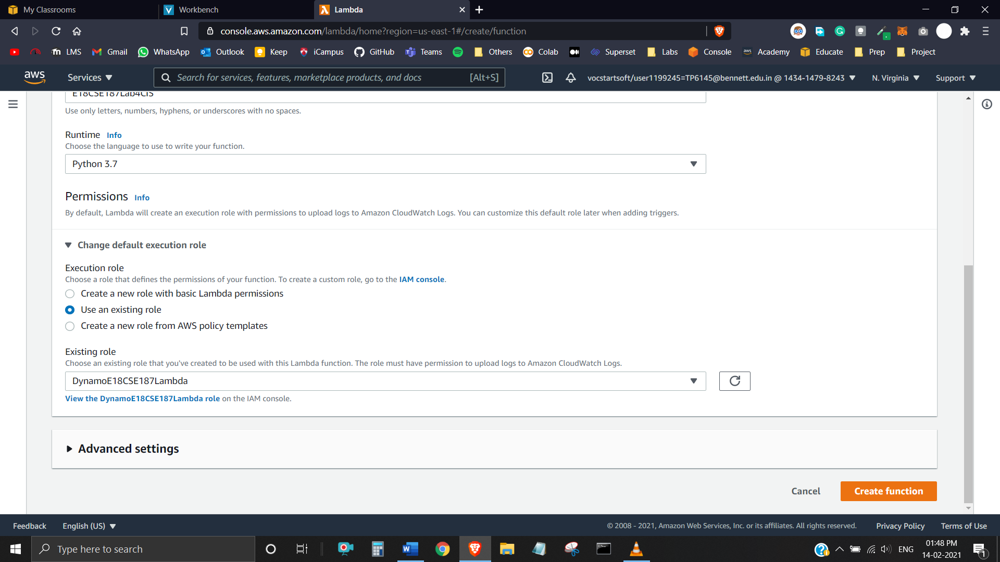 My Classrooms
Workbench
Lambda
console.aws.amazon.com/lambda/home?region=us-east-1#/create/function
LMS
Gmail
WhatsApp
Outlook
Keep
iCampus
GitHub
Teams
Others
Colab
Superset
Labs
Console
aws
Academy
Educate
Prep
Project
aws
Services
Search for services, features, marketplace products, and docs
[Alt+S]
vocstartsoft/user1199245=TP6145@bennett.edu.in @ 1434-1479-8243
N. Virginia
Support
E18CSE187Lab4CIS
Use only letters, numbers, hyphens, or underscores with no spaces.
Runtime Info
Choose the language to use to write your function.
Python 3.7
Permissions Info
By default, Lambda will create an execution role with permissions to upload logs to Amazon CloudWatch Logs. You can customize this default role later when adding triggers.
Change default execution role
Execution role
Choose a role that defines the permissions of your function. To create a custom role, go to the IAM console.
Create a new role with basic Lambda permissions
Use an existing role
Create a new role from AWS policy templates
Existing role
Choose an existing role that you've created to be used with this Lambda function. The role must have permission to upload logs to Amazon CloudWatch Logs.
DynamoE18CSE187Lambda
View the DynamoE18CSE187Lambda role on the IAM console.
Advanced settings
Cancel
Create function
Feedback
English (US)
© 2008 - 2021, Amazon Web Services, Inc. or its affiliates. All rights reserved.
Privacy Policy
Terms of Use
Type here to search
ENG
01:48 PM
14-02-2021
1